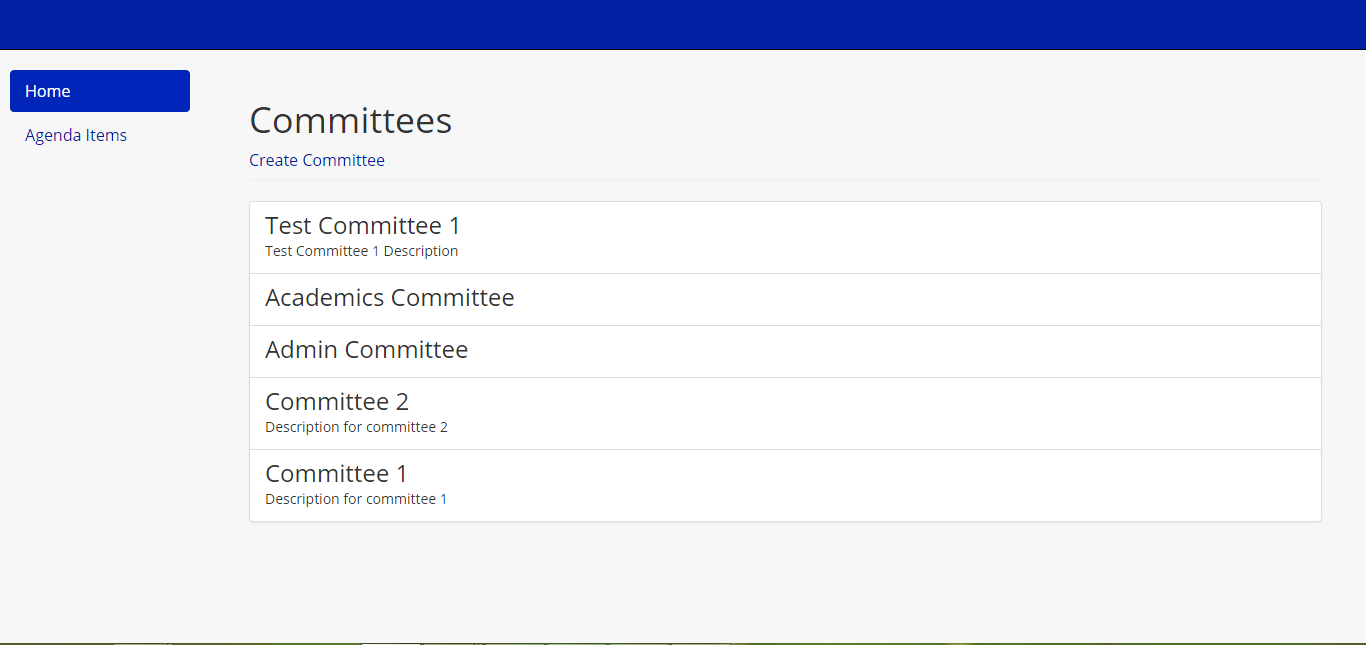 Home
Agenda Items
Committees
Create Committee
Test Committee 1
Test Committee 1 Description
Academics Committee
Admin Committee
Committee 2
Description for committee 2
Committee 1
Description for committee 1